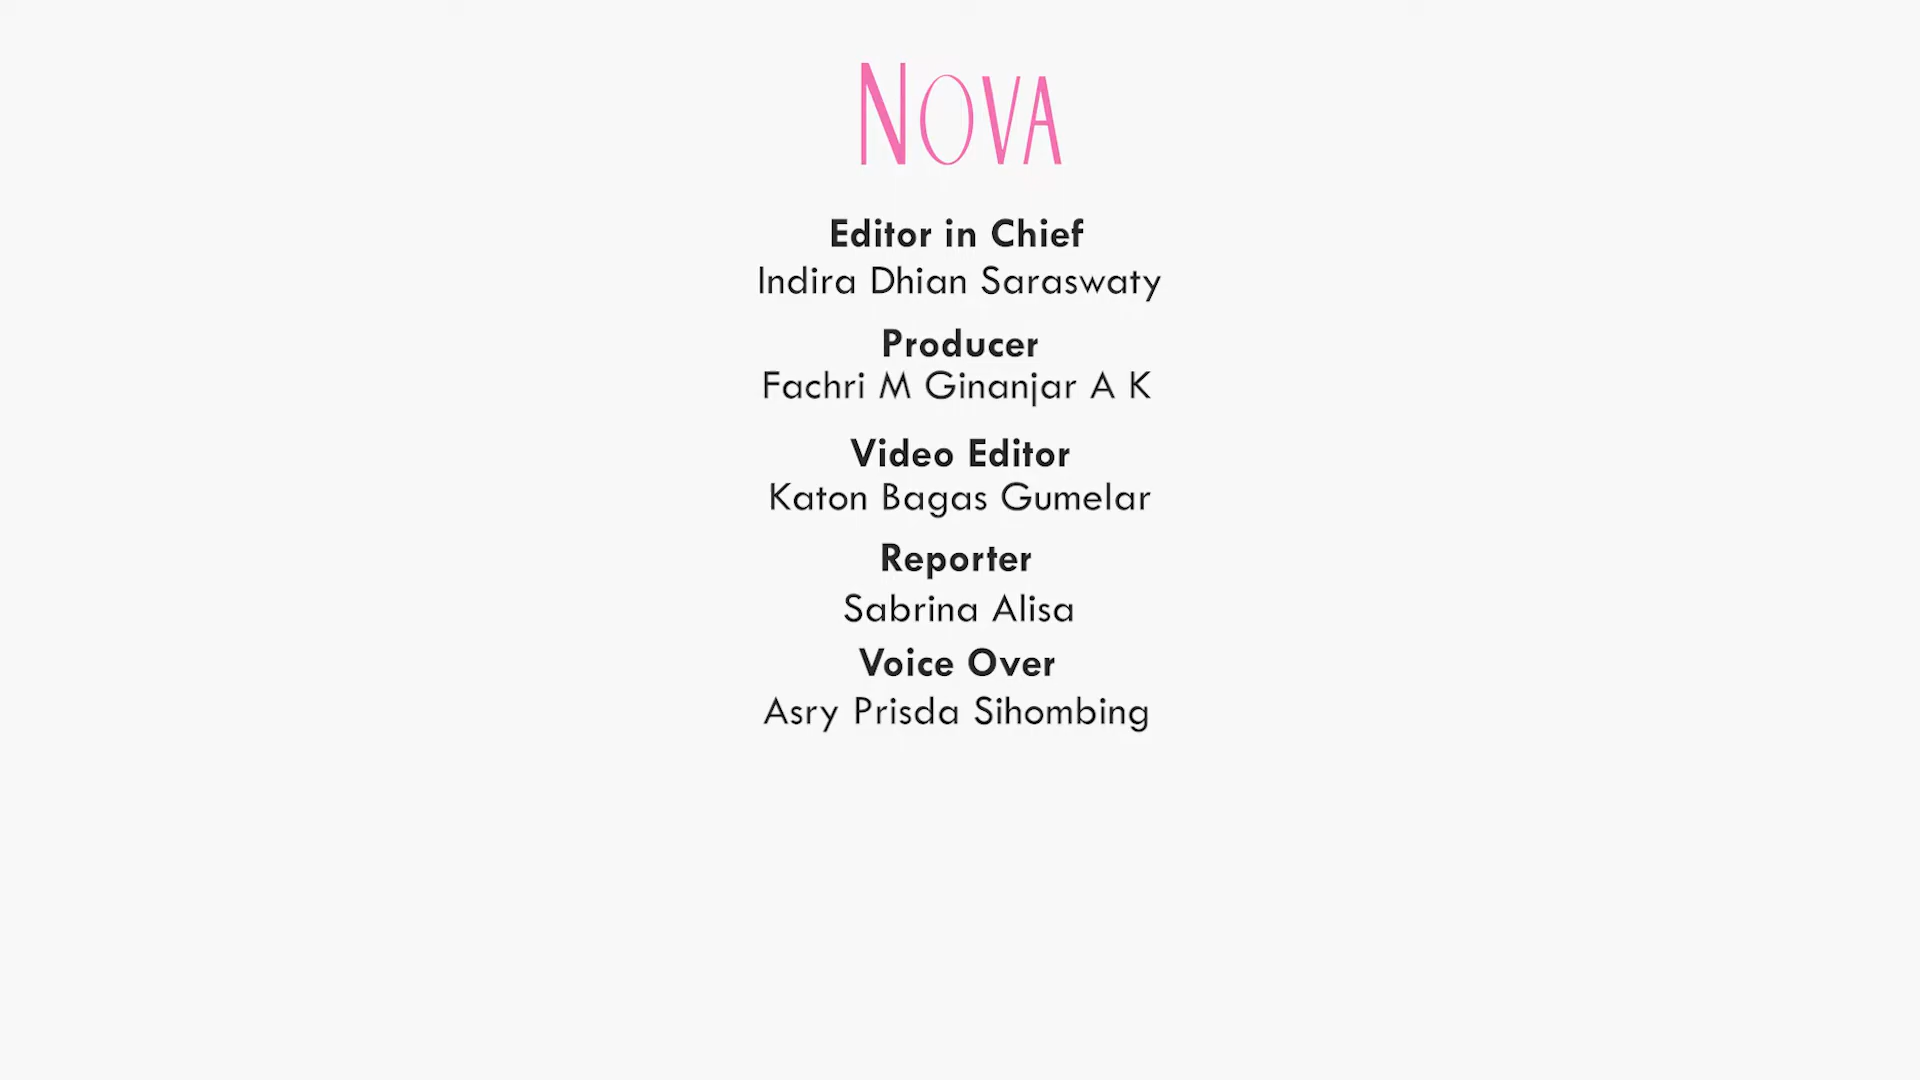 NOVA
Editor in Chief
Indira Dhian Saraswaty
Producer
Fachri M Ginanjar A K
Video Editor
Katon Bagas Gumelar
Reporter
Sabrina Alisa
Voice Over
Asry Prisda Sihombing